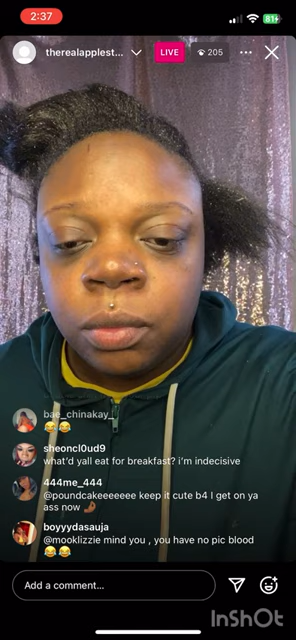 2:37
81
therealapplest...
LIVE
205
bae_chinakay_
😂😂
sheoncl0ud9
what'd yall eat for breakfast? i'm indecisive
444me_444
@poundcakeeeeeee keep it cute b4 I get on ya
ass now 🤌🏾
boyyydasauja
@mooklizzie mind you , you have no pic blood
😂😂
Add a comment...
InShOt